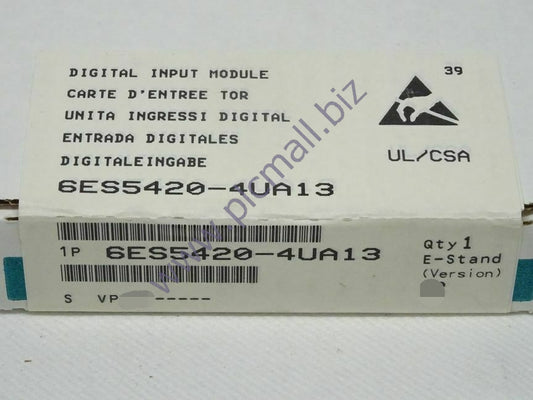 DIGITAL INPUT MODULE
39
CARTE D'ENTREE TOR
UNITA INGRESSI DIGITAL
ENTRADA DIGITALES
DIGITALEINGABE
UL/CSA
6ES5420-4UA13
1P 6ES5420-4UA13
Qty 1
E-Stand
(Version)
S VP -----
www.plcmall.biz